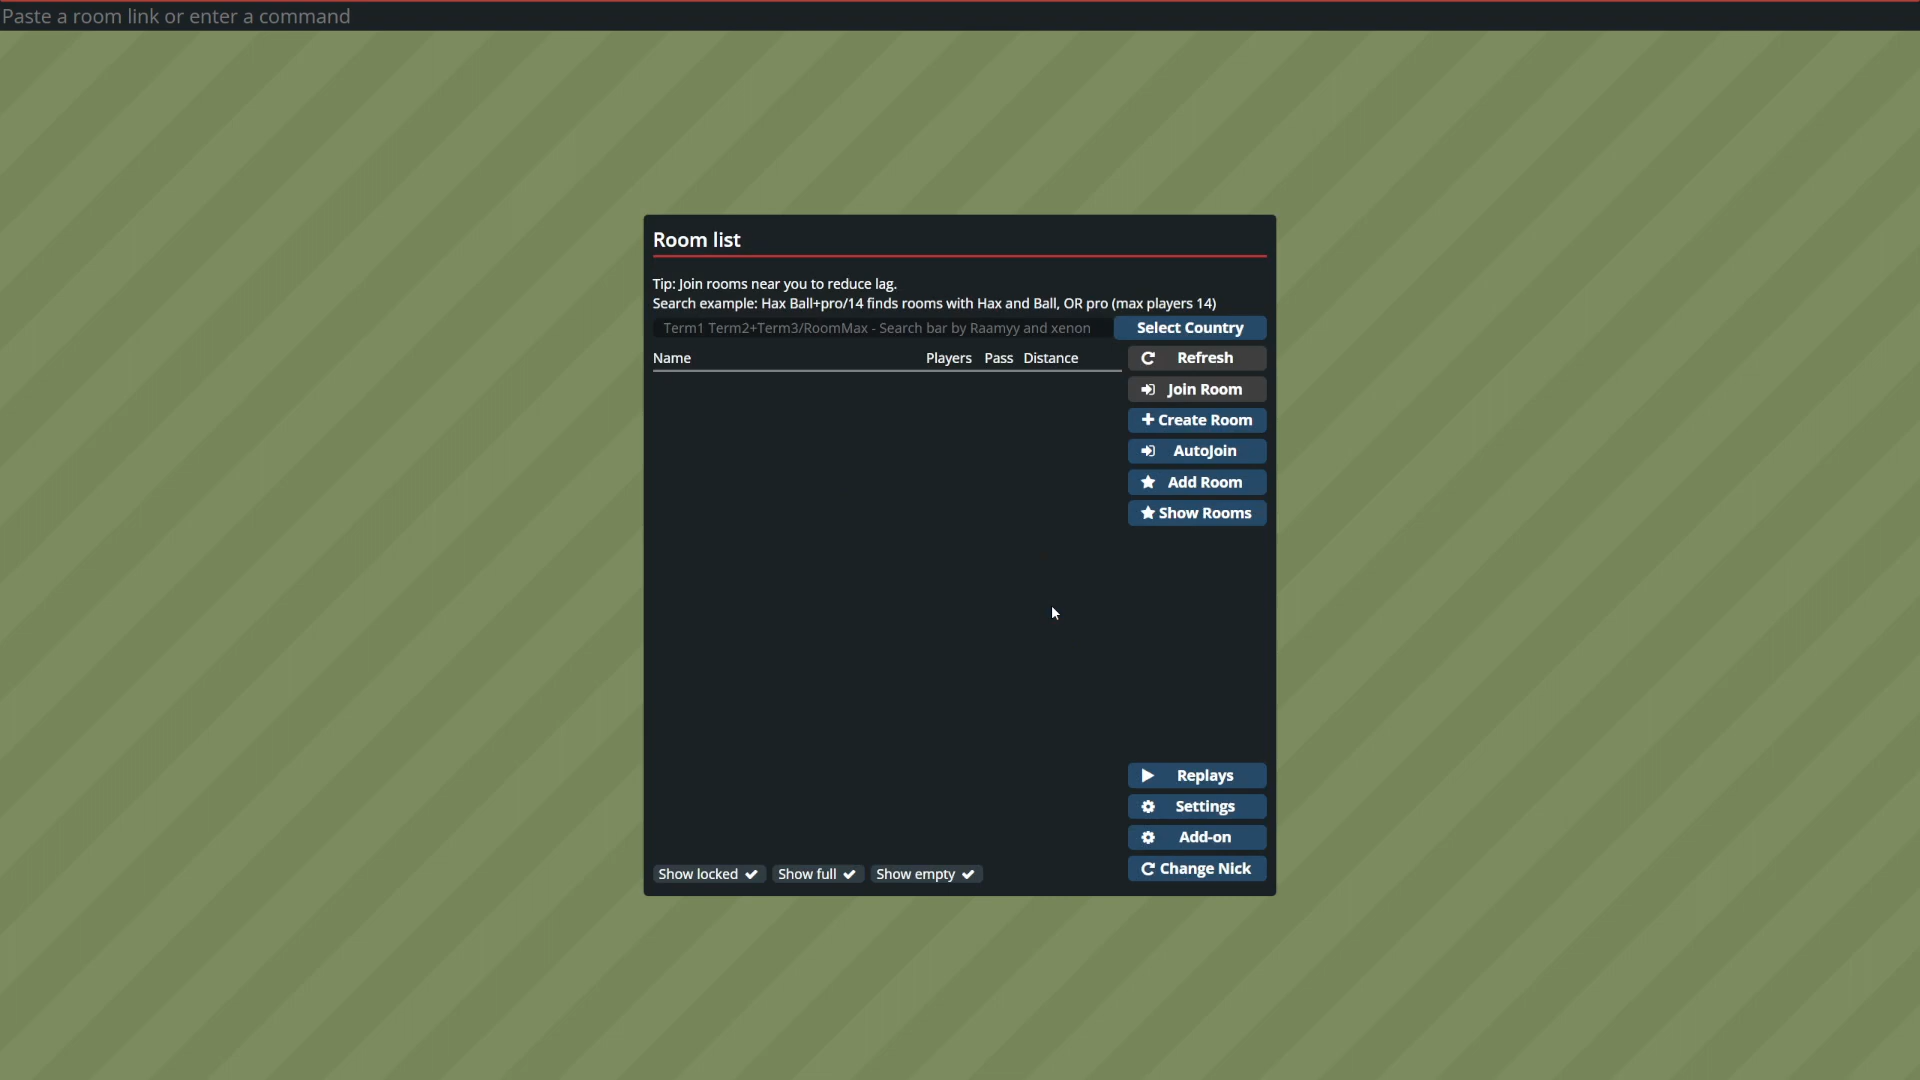 Paste a room link or enter a command
Room list
Tip: Join rooms near you to reduce lag.
Search example: Hax Ball+pro/14 finds rooms with Hax and Ball, OR pro (max players 14)
Term1 Term2+Term3/RoomMax - Search bar by Raamyy and xenon
Select Country
Name Players Pass Distance
Refresh
Join Room
Create Room
AutoJoin
Add Room
Show Rooms
Replays
Settings
Add-on
Change Nick
Show locked Show full Show empty